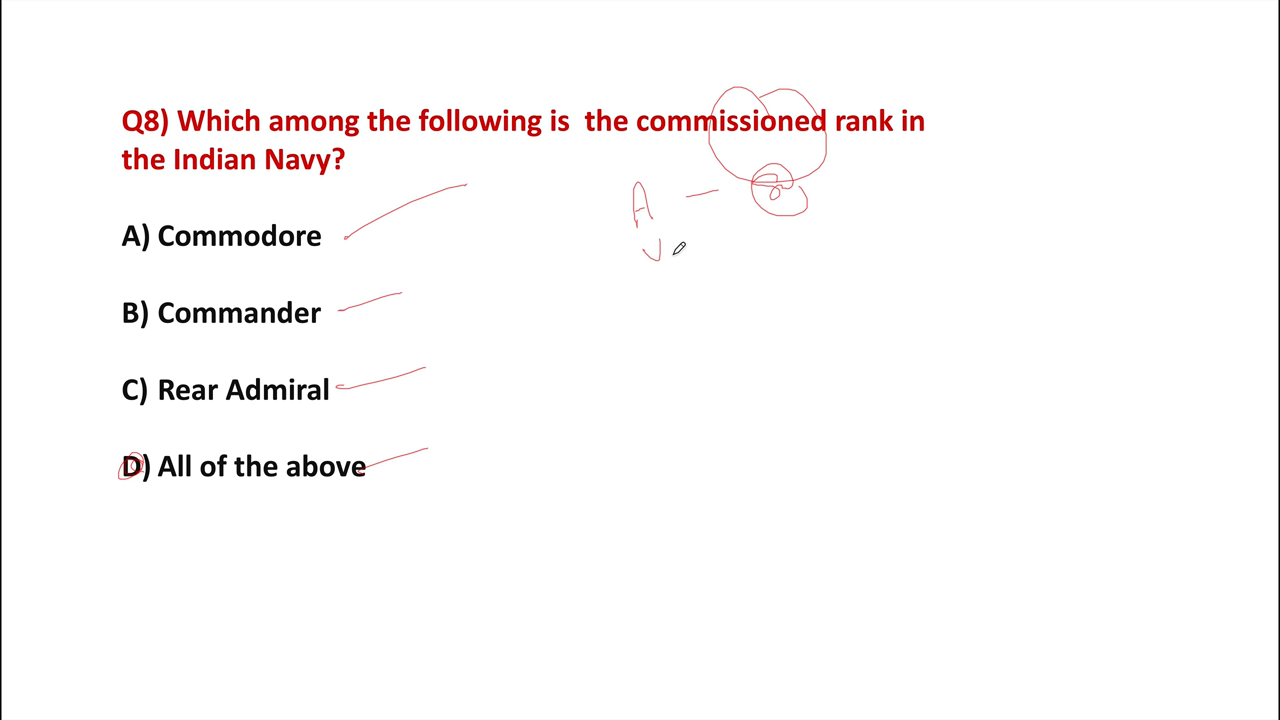 Q8) Which among the following is the commissioned rank in
the Indian Navy?
A -
V
A) Commodore
B) Commander
C) Rear Admiral
D) All of the above